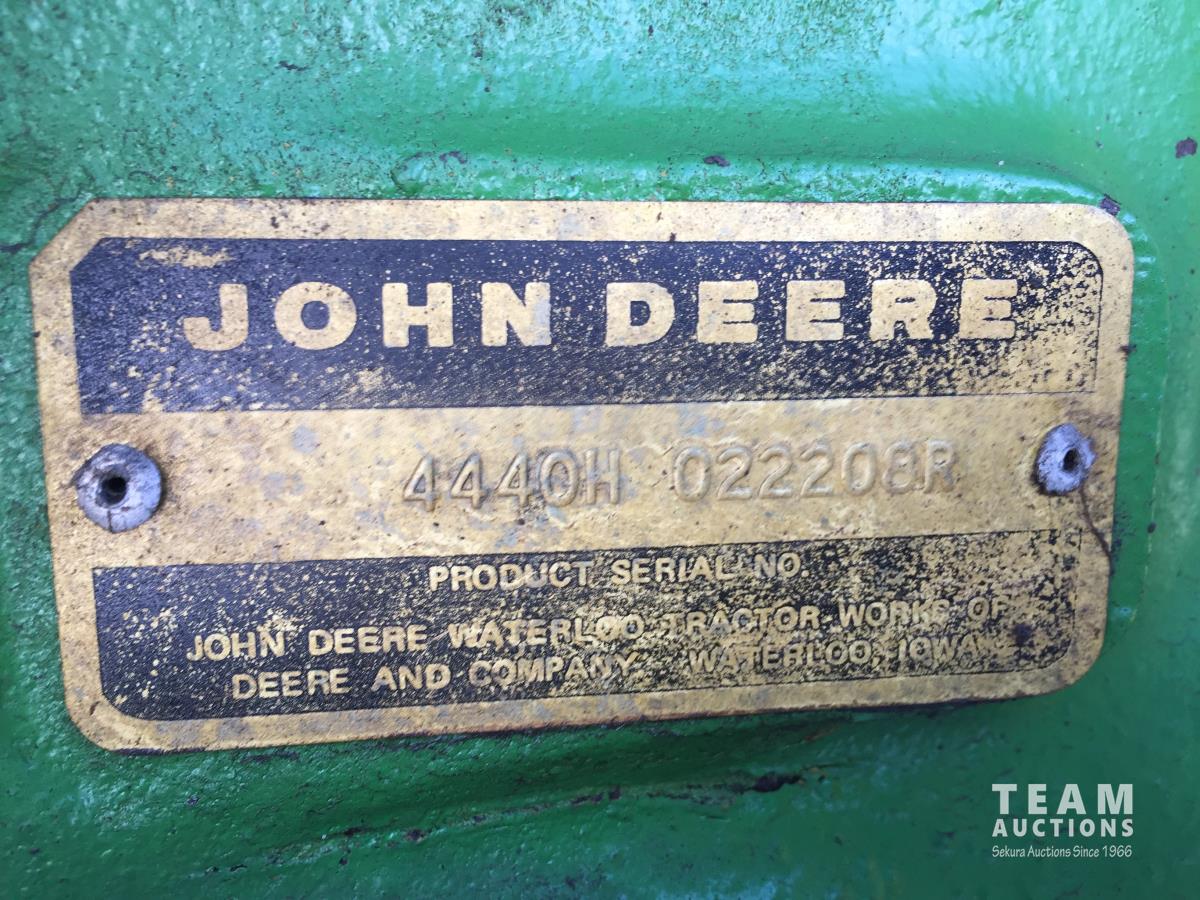 JOHN DEERE
4440H 022208R
PRODUCT SERIAL NO.
JOHN DEERE WATERLOO TRACTOR WORKS OF
DEERE AND COMPANY, WATERLOO, IOWA
TEAM
AUCTIONS
Sekura Auctions Since 1966